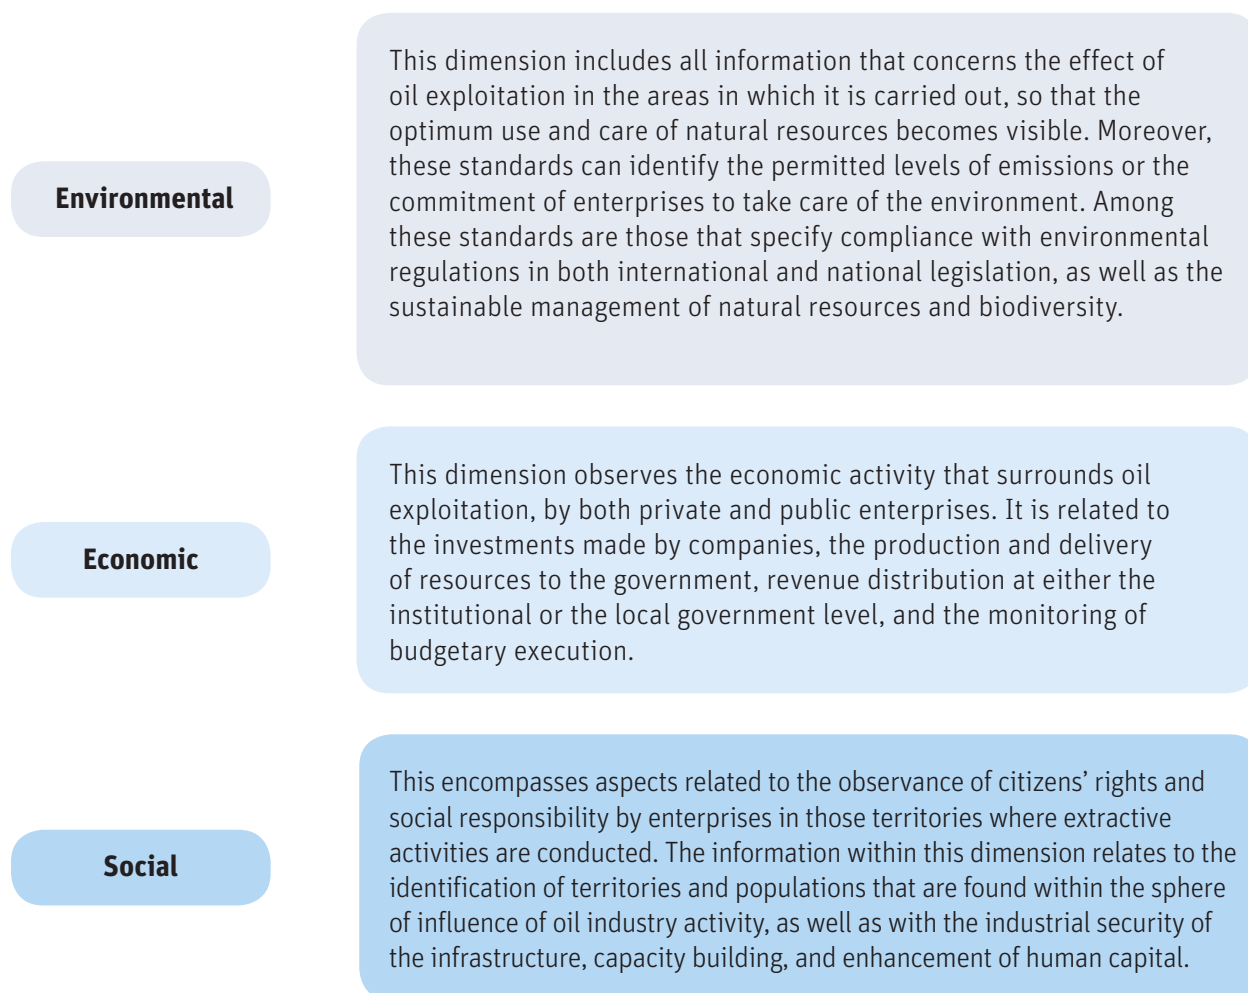 Environmental
This dimension includes all information that concerns the effect of
oil exploitation in the areas in which it is carried out, so that the
optimum use and care of natural resources becomes visible. Moreover,
these standards can identify the permitted levels of emissions or the
commitment of enterprises to take care of the environment. Among
these standards are those that specify compliance with environmental
regulations in both international and national legislation, as well as the
sustainable management of natural resources and biodiversity.
Economic
This dimension observes the economic activity that surrounds oil
exploitation, by both private and public enterprises. It is related to
the investments made by companies, the production and delivery
of resources to the government, revenue distribution at either the
institutional or the local government level, and the monitoring of
budgetary execution.
Social
This encompasses aspects related to the observance of citizens’ rights and
social responsibility by enterprises in those territories where extractive
activities are conducted. The information within this dimension relates to the
identification of territories and populations that are found within the sphere
of influence of oil industry activity, as well as with the industrial security of
the infrastructure, capacity building, and enhancement of human capital.